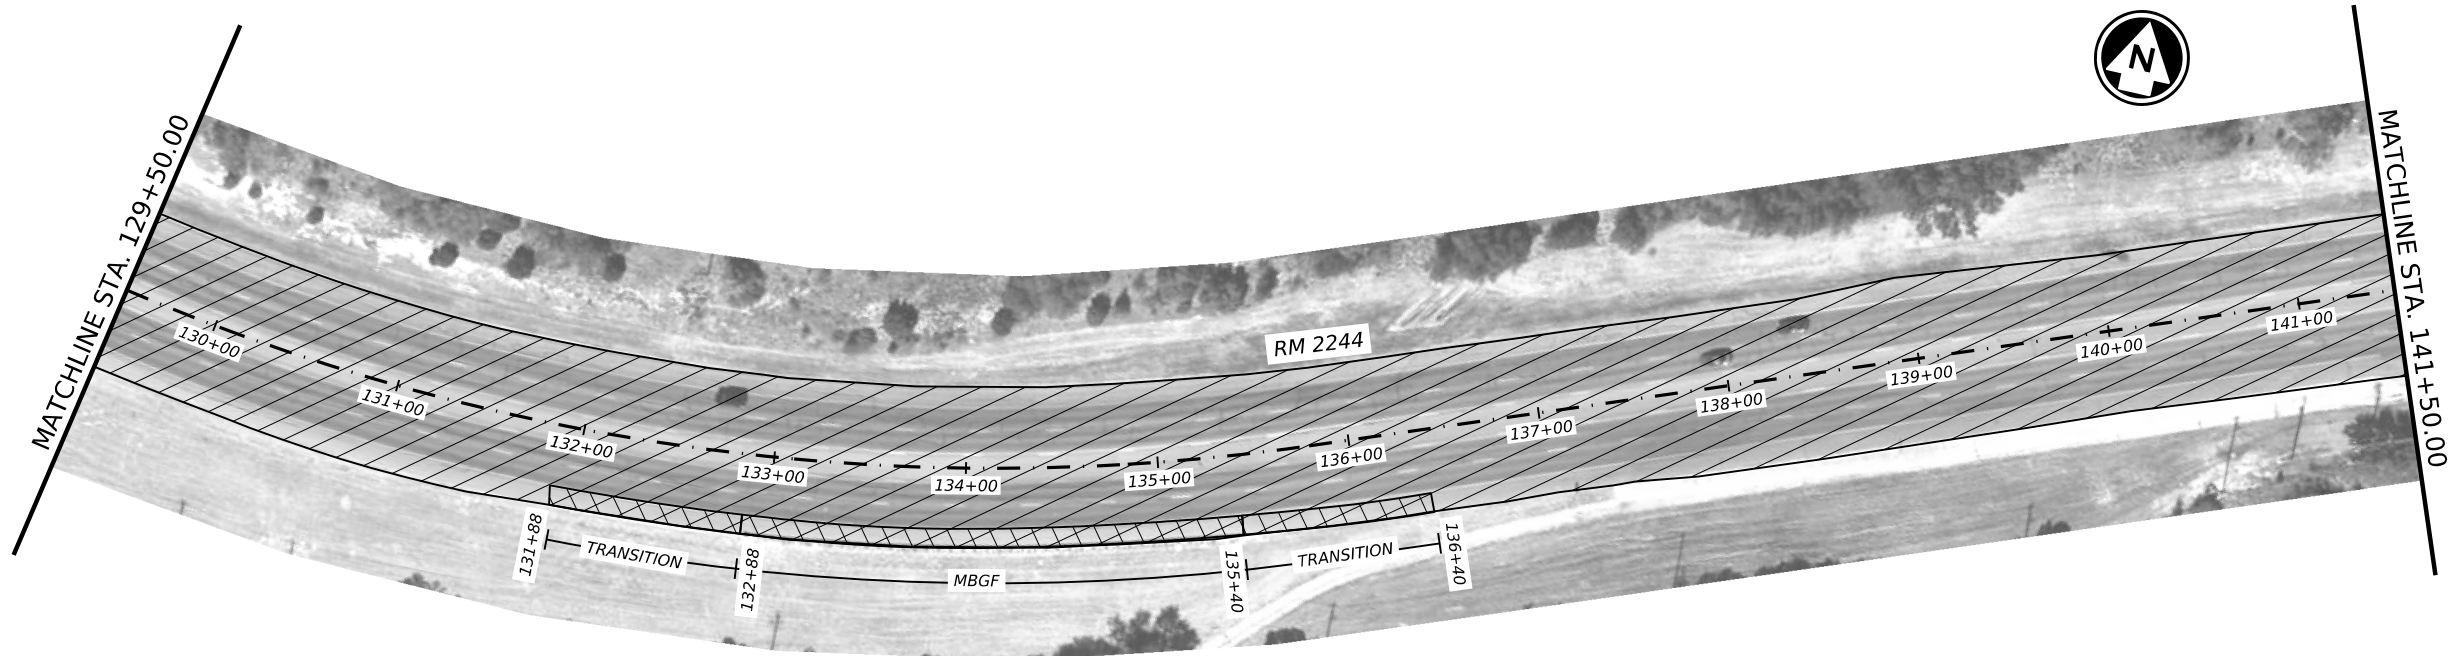 MATCHLINE STA. 129+50.00
N
MATCHLINE STA. 141+50.00
RM 2244
130+00
131+00
132+00
133+00
134+00
135+00
136+00
137+00
138+00
139+00
140+00
141+00
131+88
TRANSITION
132+88
MBGF
135+40
TRANSITION
136+40